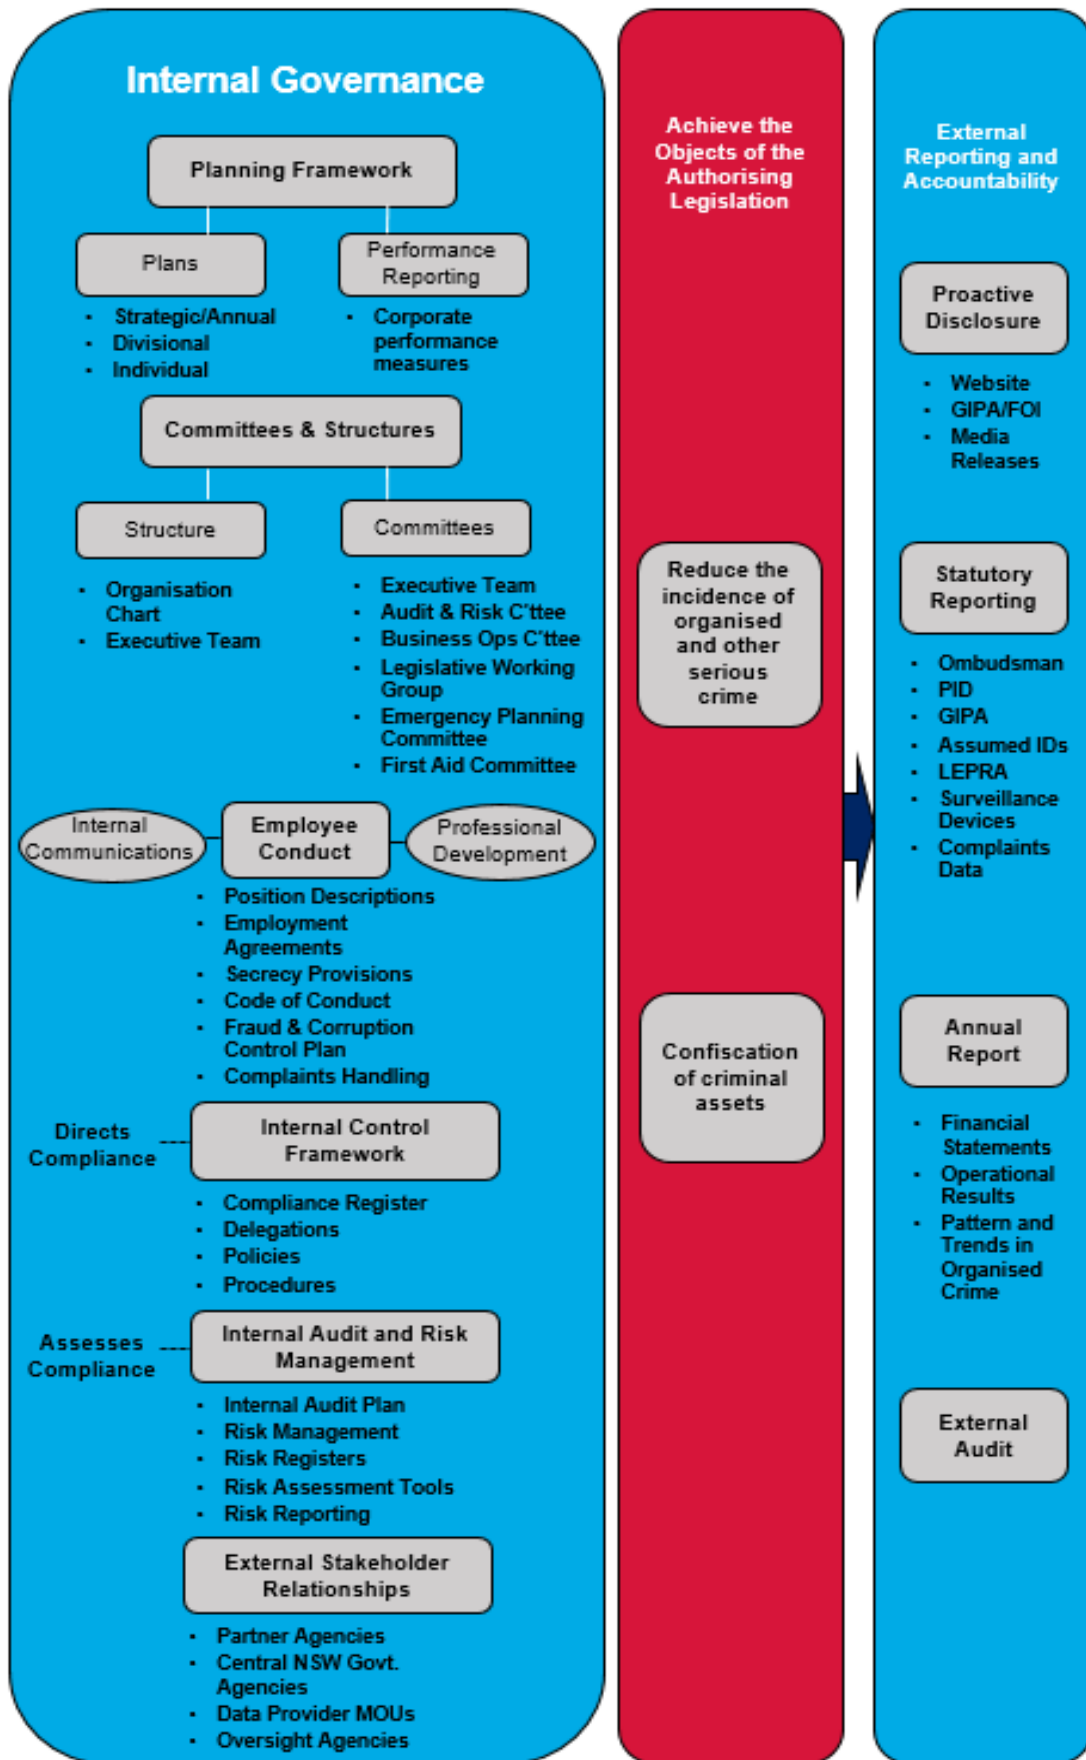 Internal Governance
Planning Framework
Plans
Performance
Reporting
Strategic/Annual
Divisional
Individual
Corporate
performance
measures
Committees & Structures
Structure
Committees
Organisation
Chart
Executive Team
Executive Team
Audit & Risk C'ttee
Business Ops C'ttee
Legislative Working
Group
Emergency Planning
Committee
First Aid Committee
Internal
Communications
Employee
Conduct
Professional
Development
Position Descriptions
Employment
Agreements
Secrecy Provisions
Code of Conduct
Fraud & Corruption
Control Plan
Complaints Handling
Directs
Compliance
Internal Control
Framework
Compliance Register
Delegations
Policies
Procedures
Assesses
Compliance
Internal Audit and Risk
Management
Internal Audit Plan
Risk Management
Risk Registers
Risk Assessment Tools
Risk Reporting
External Stakeholder
Relationships
Partner Agencies
Central NSW Govt.
Agencies
Data Provider MOUs
Oversight Agencies
Achieve the
Objects of the
Authorising
Legislation
Reduce the
incidence of
organised
and other
serious
crime
Confiscation
of criminal
assets
External
Reporting and
Accountability
Proactive
Disclosure
Website
GIPA/FOI
Media
Releases
Statutory
Reporting
Ombudsman
PID
GIPA
Assumed IDs
LEPRA
Surveillance
Devices
Complaints
Data
Annual
Report
Financial
Statements
Operational
Results
Pattern and
Trends in
Organised
Crime
External
Audit